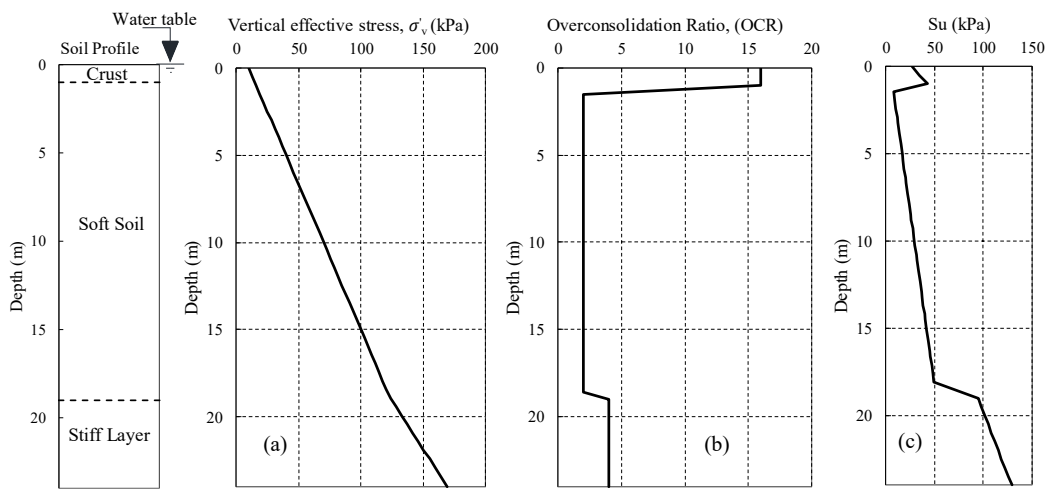 Water table
Soil Profile
Crust
Soft Soil
Stiff Layer
Depth (m)
0
5
10
15
20
Vertical effective stress, σ'v (kPa)
0 50 100 150 200
Depth (m)
0
5
10
15
20
(a)
Overconsolidation Ratio, (OCR)
0 5 10 15 20
Depth (m)
0
5
10
15
20
(b)
Su (kPa)
0 50 100 150
Depth (m)
0
5
10
15
20
(c)